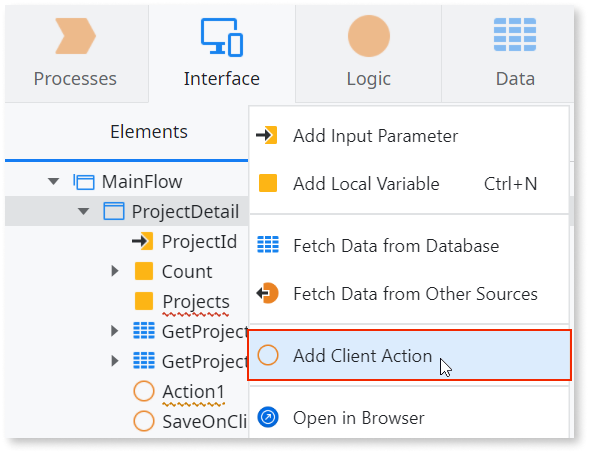 Processes
Interface
Logic
Data
Elements
MainFlow
ProjectDetail
ProjectId
Count
Projects
GetProject
GetProject
Action1
SaveOnCli
Add Input Parameter
Add Local Variable Ctrl+N
Fetch Data from Database
Fetch Data from Other Sources
Add Client Action
Open in Browser